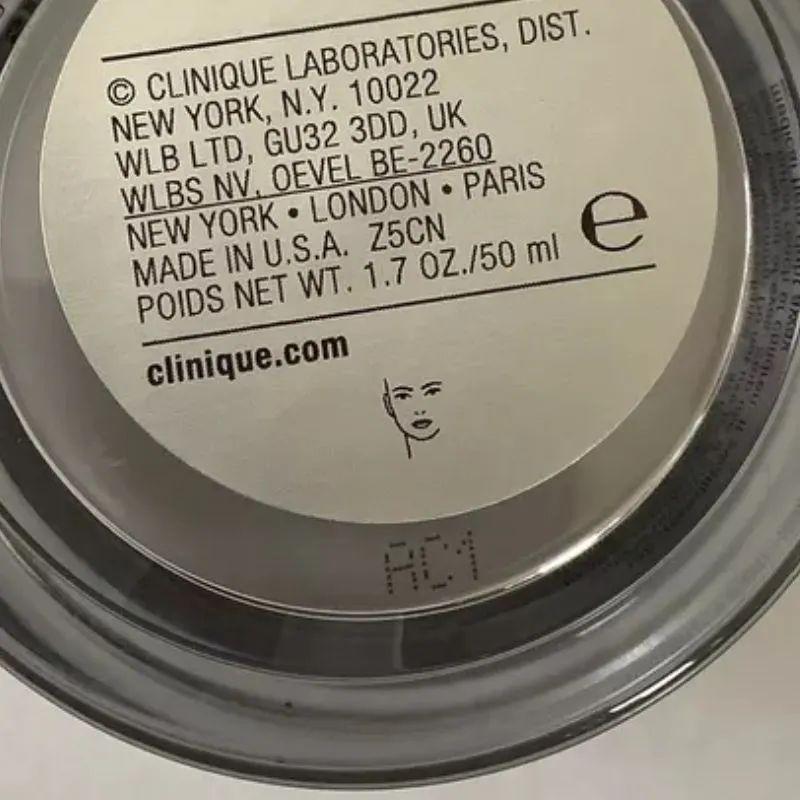 © CLINIQUE LABORATORIES, DIST.
NEW YORK, N.Y. 10022
WLB LTD, GU32 3DD, UK
WLBS NV, OEVEL BE-2260
NEW YORK • LONDON • PARIS
MADE IN U.S.A. Z5CN
POIDS NET WT. 1.7 OZ./50 ml e
clinique.com
AC1